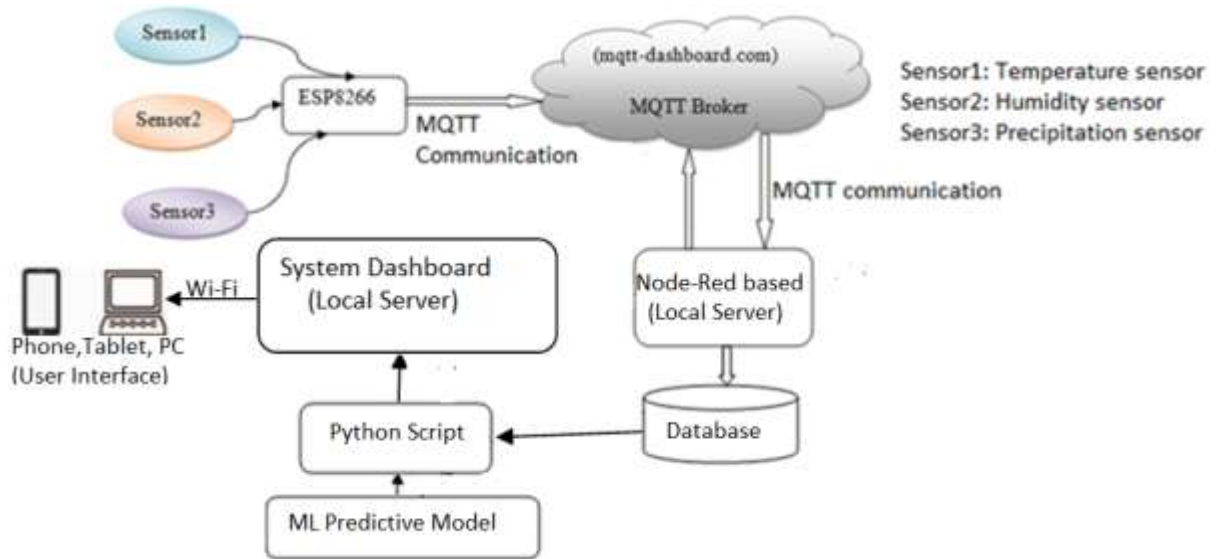 Sensor1
Sensor2
Sensor3
ESP8266
MQTT
Communication
(mqtt-dashboard.com)
MQTT Broker
Sensor1: Temperature sensor
Sensor2: Humidity sensor
Sensor3: Precipitation sensor
MQTT communication
Node-Red based
(Local Server)
Database
System Dashboard
(Local Server)
Wi-Fi
Phone,Tablet, PC
(User Interface)
Python Script
ML Predictive Model